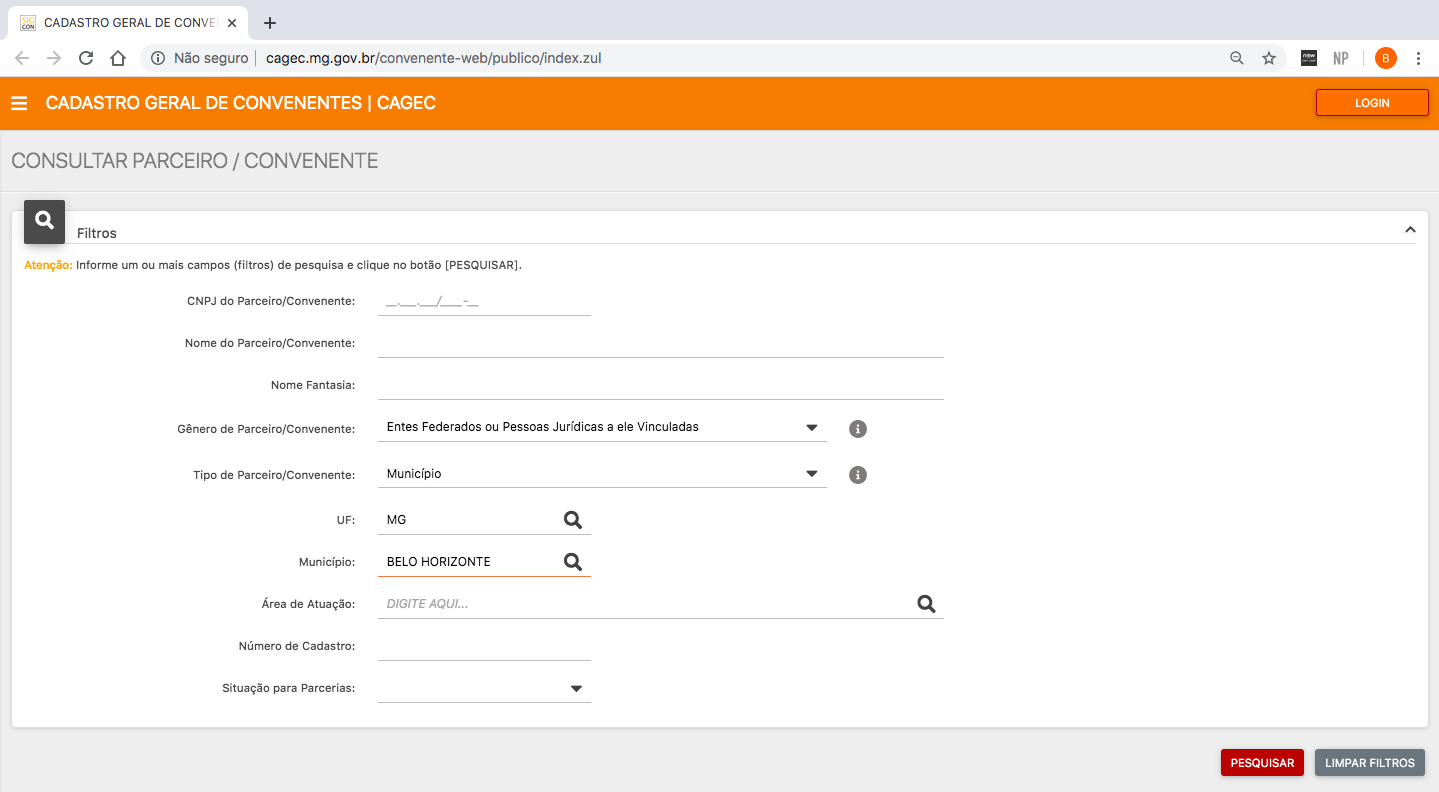 SIG
CON
CADASTRO GERAL DE CONVE
Não seguro
cagec.mg.gov.br/convenente-web/publico/index.zul
now
NP
B
CADASTRO GERAL DE CONVENENTES | CAGEC
LOGIN
CONSULTAR PARCEIRO / CONVENENTE
Filtros
Atenção: Informe um ou mais campos (filtros) de pesquisa e clique no botão [PESQUISAR].
CNPJ do Parceiro/Convenente: __.___.___/____-__
Nome do Parceiro/Convenente:
Nome Fantasia:
Gênero de Parceiro/Convenente: Entes Federados ou Pessoas Jurídicas a ele Vinculadas
Tipo de Parceiro/Convenente: Município
UF: MG
Município: BELO HORIZONTE
Área de Atuação: DIGITE AQUI...
Número de Cadastro:
Situação para Parcerias:
PESQUISAR
LIMPAR FILTROS